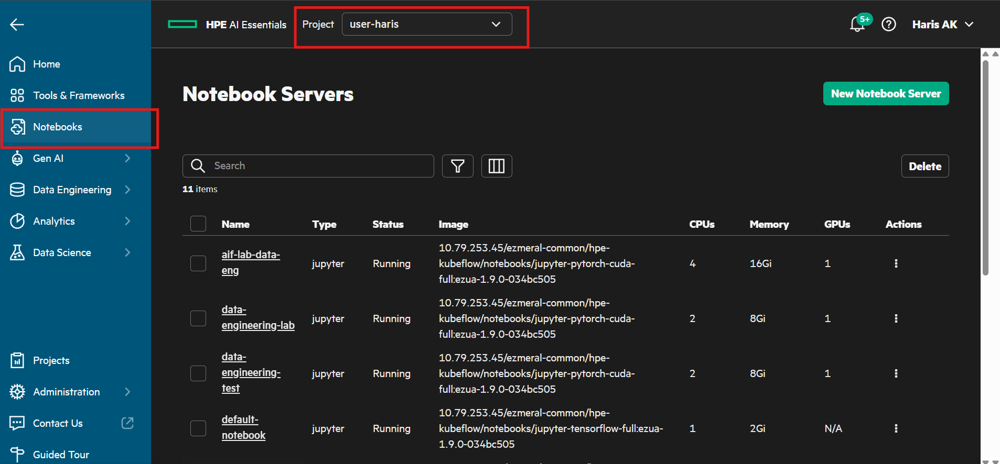 HPE AI Essentials
Project
user-haris
5+
Haris AK
Home
Tools & Frameworks
Notebooks
Gen AI
Data Engineering
Analytics
Data Science
Projects
Administration
Contact Us
Guided Tour
Notebook Servers
New Notebook Server
Search
Delete
11 items
Name Type Status Image CPUs Memory GPUs Actions
aif-lab-data-
eng
jupyter
Running
10.79.253.45/ezmeral-common/hpe-
kubeflow/notebooks/jupyter-pytorch-cuda-
full:ezua-1.9.0-034bc505
4
16Gi
1
data-
engineering-lab
jupyter
Running
10.79.253.45/ezmeral-common/hpe-
kubeflow/notebooks/jupyter-pytorch-cuda-
full:ezua-1.9.0-034bc505
2
8Gi
1
data-
engineering-
test
jupyter
Running
10.79.253.45/ezmeral-common/hpe-
kubeflow/notebooks/jupyter-pytorch-cuda-
full:ezua-1.9.0-034bc505
2
8Gi
1
default-
notebook
jupyter
Running
10.79.253.45/ezmeral-common/hpe-
kubeflow/notebooks/jupyter-tensorflow-full:ezua-
1.9.0-034bc505
1
2Gi
N/A